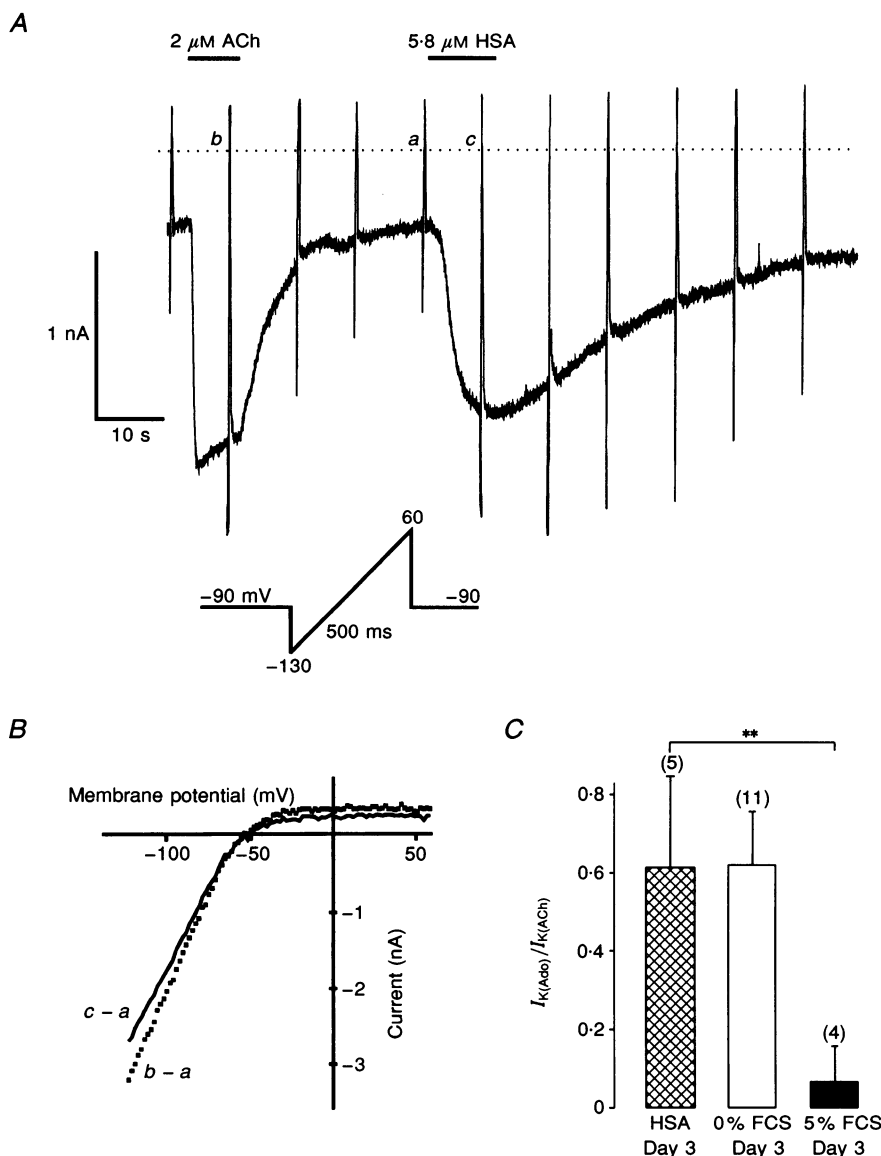 A
2 μM ACh
5·8 μM HSA
b
a
c
1 nA
10 s
60
−90 mV
−90
500 ms
−130
B
Membrane potential (mV)
−100
−50
50
−1
−2
−3
Current (nA)
c − a
b − a
C
**
(5)
(11)
(4)
0·8
0·6
0·4
0·2
0
I_K(Ado)/I_K(ACh)
HSA 0% FCS 5% FCS
Day 3 Day 3 Day 3